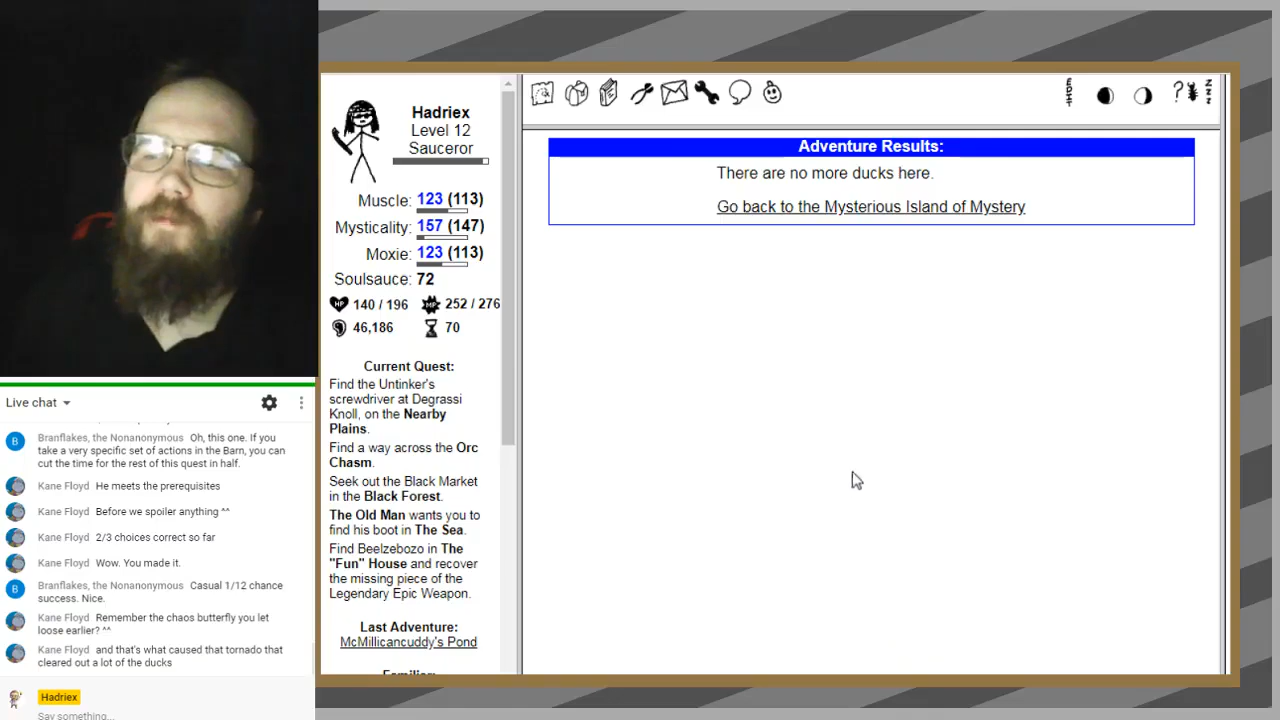 Hadriex
Level 12
Sauceror
Muscle: 123 (113)
Mysticality: 157 (147)
Moxie: 123 (113)
Soulsauce: 72
HP 140 / 196 MP 252 / 276
46,186 70
Current Quest:
Find the Untinker's
screwdriver at Degrassi
Knoll, on the Nearby
Plains.
Find a way across the Orc
Chasm.
Seek out the Black Market
in the Black Forest.
The Old Man wants you to
find his boot in The Sea.
Find Beelzebozo in The
"Fun" House and recover
the missing piece of the
Legendary Epic Weapon.
Last Adventure:
McMillicancuddy's Pond
EDIT
? Z Z Z
Adventure Results:
There are no more ducks here.
Go back to the Mysterious Island of Mystery
Live chat
B Branflakes, the Nonanonymous Oh, this one. If you
take a very specific set of actions in the Barn, you can
cut the time for the rest of this quest in half.
Kane Floyd He meets the prerequisites
Kane Floyd Before we spoiler anything ^^
Kane Floyd 2/3 choices correct so far
Kane Floyd Wow. You made it.
B Branflakes, the Nonanonymous Casual 1/12 chance
success. Nice.
Kane Floyd Remember the chaos butterfly you let
loose earlier? ^^
Kane Floyd and that's what caused that tornado that
cleared out a lot of the ducks
Hadriex
Say something...